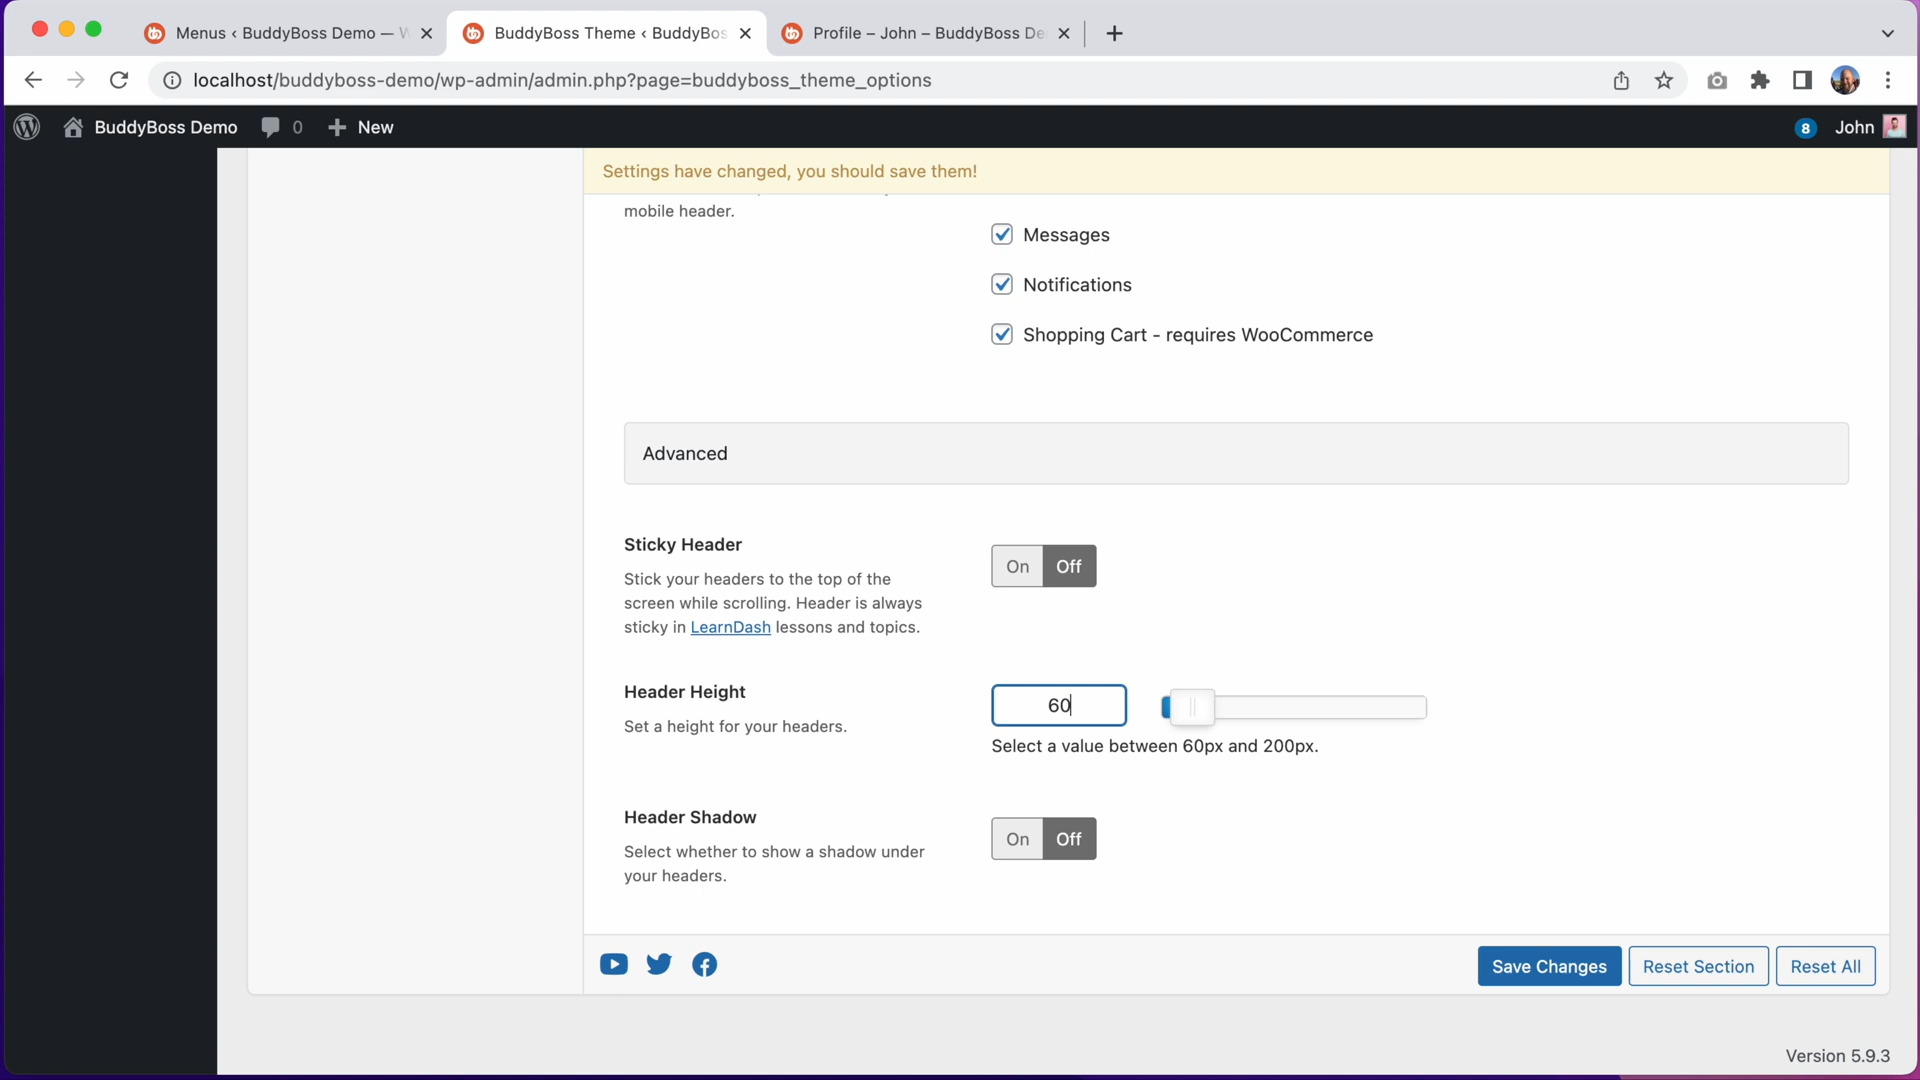 Menus ‹ BuddyBoss Demo —
BuddyBoss Theme ‹ BuddyBos
Profile – John – BuddyBoss De
localhost/buddyboss-demo/wp-admin/admin.php?page=buddyboss_theme_options
BuddyBoss Demo
0
New
8
John
Settings have changed, you should save them!
mobile header.
Messages
Notifications
Shopping Cart - requires WooCommerce
Advanced
Sticky Header
On Off
Stick your headers to the top of the
screen while scrolling. Header is always
sticky in LearnDash lessons and topics.
Header Height
60
Set a height for your headers.
Select a value between 60px and 200px.
Header Shadow
On Off
Select whether to show a shadow under
your headers.
Save Changes
Reset Section
Reset All
Version 5.9.3